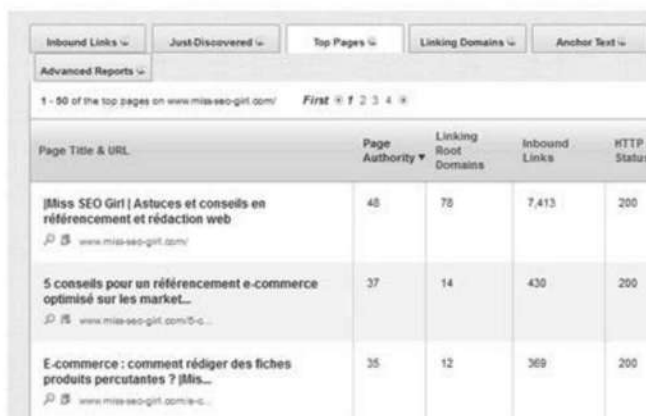 Inbound Links
Just-Discovered
Top Pages
Linking Domains
Anchor Text
Advanced Reports
1 - 50 of the top pages on www.miss-seo-girl.com/ First 1 2 3 4
Page Title & URL
Page Authority ▼
Linking Root Domains
Inbound Links
HTTP Status
|Miss SEO Girl | Astuces et conseils en
référencement et rédaction web
48 78 7,413 200
www.miss-seo-girl.com/
5 conseils pour un référencement e-commerce
optimisé sur les market...
37 14 430 200
www.miss-seo-girl.com/5-c...
E-commerce : comment rédiger des fiches
produits percutantes ? |Mis...
35 12 369 200
www.miss-seo-girl.com/e-c...